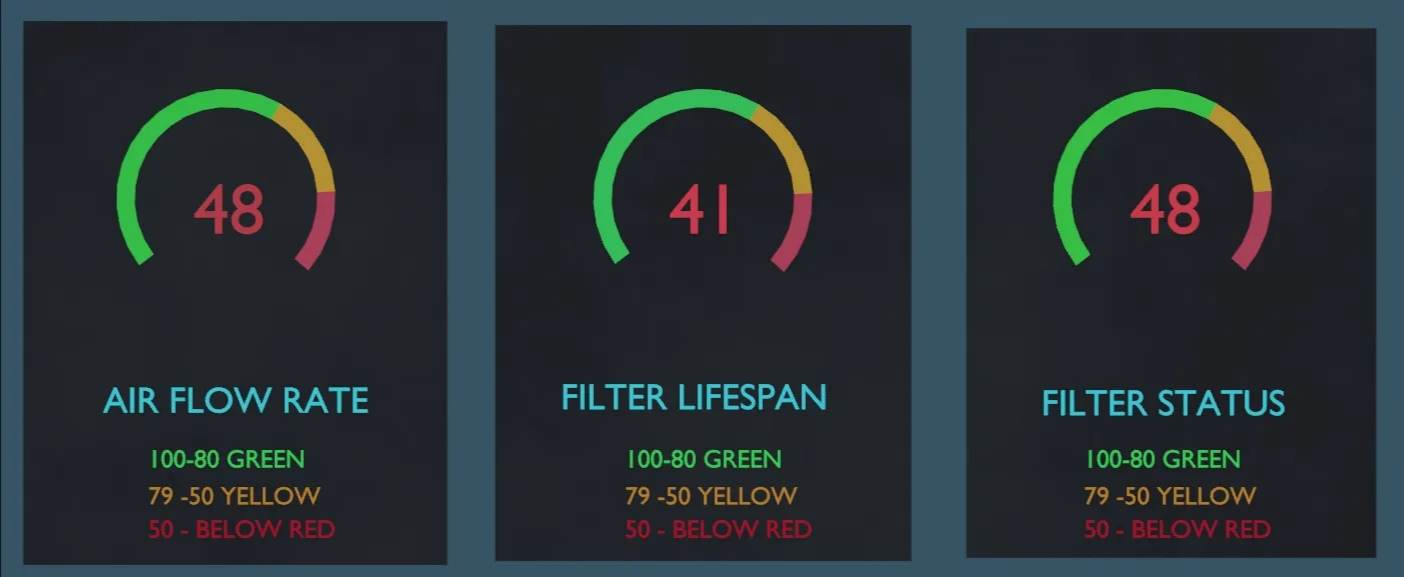 48
AIR FLOW RATE
100-80 GREEN
79 -50 YELLOW
50 - BELOW RED
41
FILTER LIFESPAN
100-80 GREEN
79 -50 YELLOW
50 - BELOW RED
48
FILTER STATUS
100-80 GREEN
79 -50 YELLOW
50 - BELOW RED